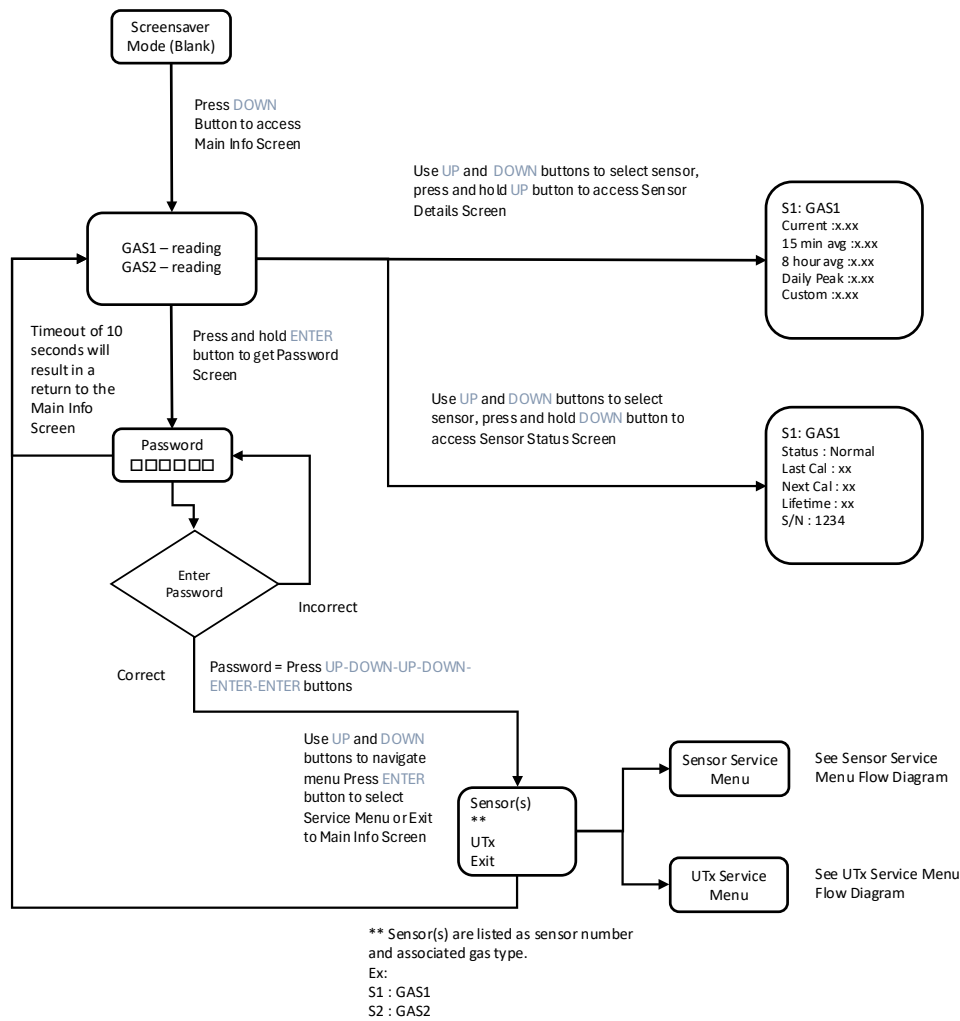 Screensaver
Mode (Blank)
Press DOWN
Button to access
Main Info Screen
Use UP and DOWN buttons to select sensor,
press and hold UP button to access Sensor
Details Screen
S1: GAS1
Current :x.xx
15 min avg :x.xx
8 hour avg :x.xx
Daily Peak :x.xx
Custom :x.xx
GAS1 – reading
GAS2 – reading
Timeout of 10
seconds will
result in a
return to the
Main Info
Screen
Press and hold ENTER
button to get Password
Screen
Use UP and DOWN buttons to select
sensor, press and hold DOWN button to
access Sensor Status Screen
S1: GAS1
Status : Normal
Last Cal : xx
Next Cal : xx
Lifetime : xx
S/N : 1234
Password
□□□□□□
Enter
Password
Incorrect
Correct
Password = Press UP-DOWN-UP-DOWN-
ENTER-ENTER buttons
Use UP and DOWN
buttons to navigate
menu Press ENTER
button to select
Service Menu or Exit
to Main Info Screen
Sensor(s)
**
UTx
Exit
Sensor Service
Menu
See Sensor Service
Menu Flow Diagram
UTx Service
Menu
See UTx Service Menu
Flow Diagram
** Sensor(s) are listed as sensor number
and associated gas type.
Ex:
S1 : GAS1
S2 : GAS2